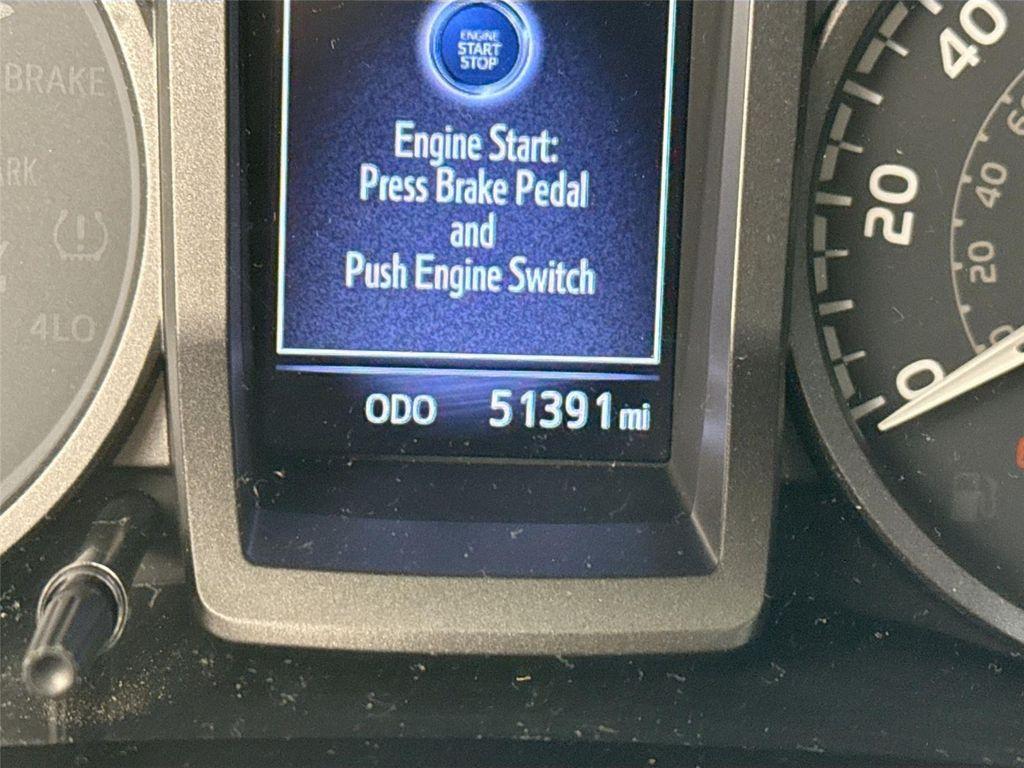 BRAKE
4LO
ENGINE
START
STOP
Engine Start:
Press Brake Pedal
and
Push Engine Switch
ODO 51391 mi
40
20
0
40
20